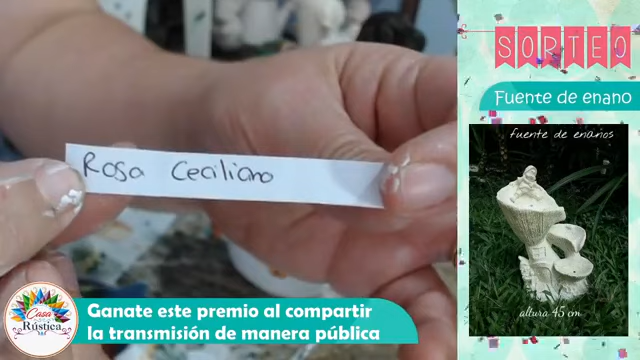 Rosa Ceciliano
SORTEO
Fuente de enano
fuente de enanos
altura 45 cm
Casa
Rústica
Ganate este premio al compartir
la transmisión de manera pública